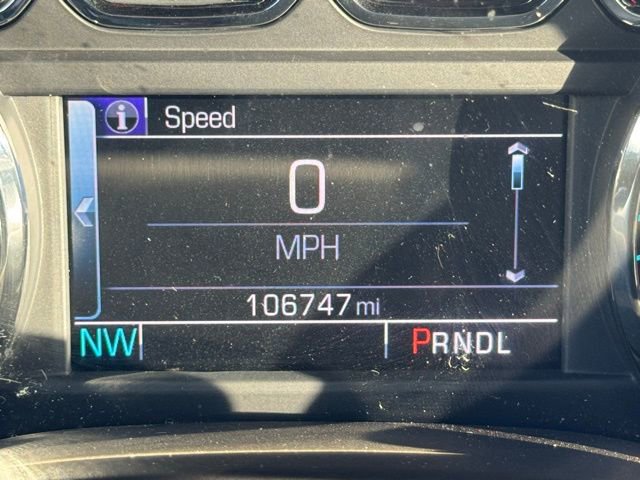 i Speed
0
MPH
106747 mi
NW PRNDL